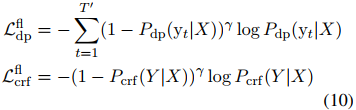 L^fl_dp = − ∑_{t=1}^{T′} (1 − P_dp(y_t|X))^γ log P_dp(y_t|X)
L^fl_crf = −(1 − P_crf(Y|X))^γ log P_crf(Y|X)
(10)